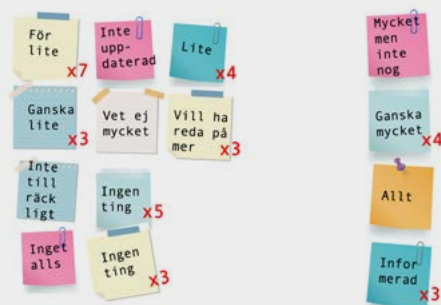 För
lite
x7
Inte
upp-
daterad
Lite
x4
Ganska
lite
x3
Vet ej
mycket
Vill ha
reda på
mer
x3
Inte
till
räck
ligt
Ingen
ting
x5
Inget
alls
Ingen
ting
x3
Mycket
men
inte
nog
Ganska
mycket
x4
Allt
Infor
merad
x3